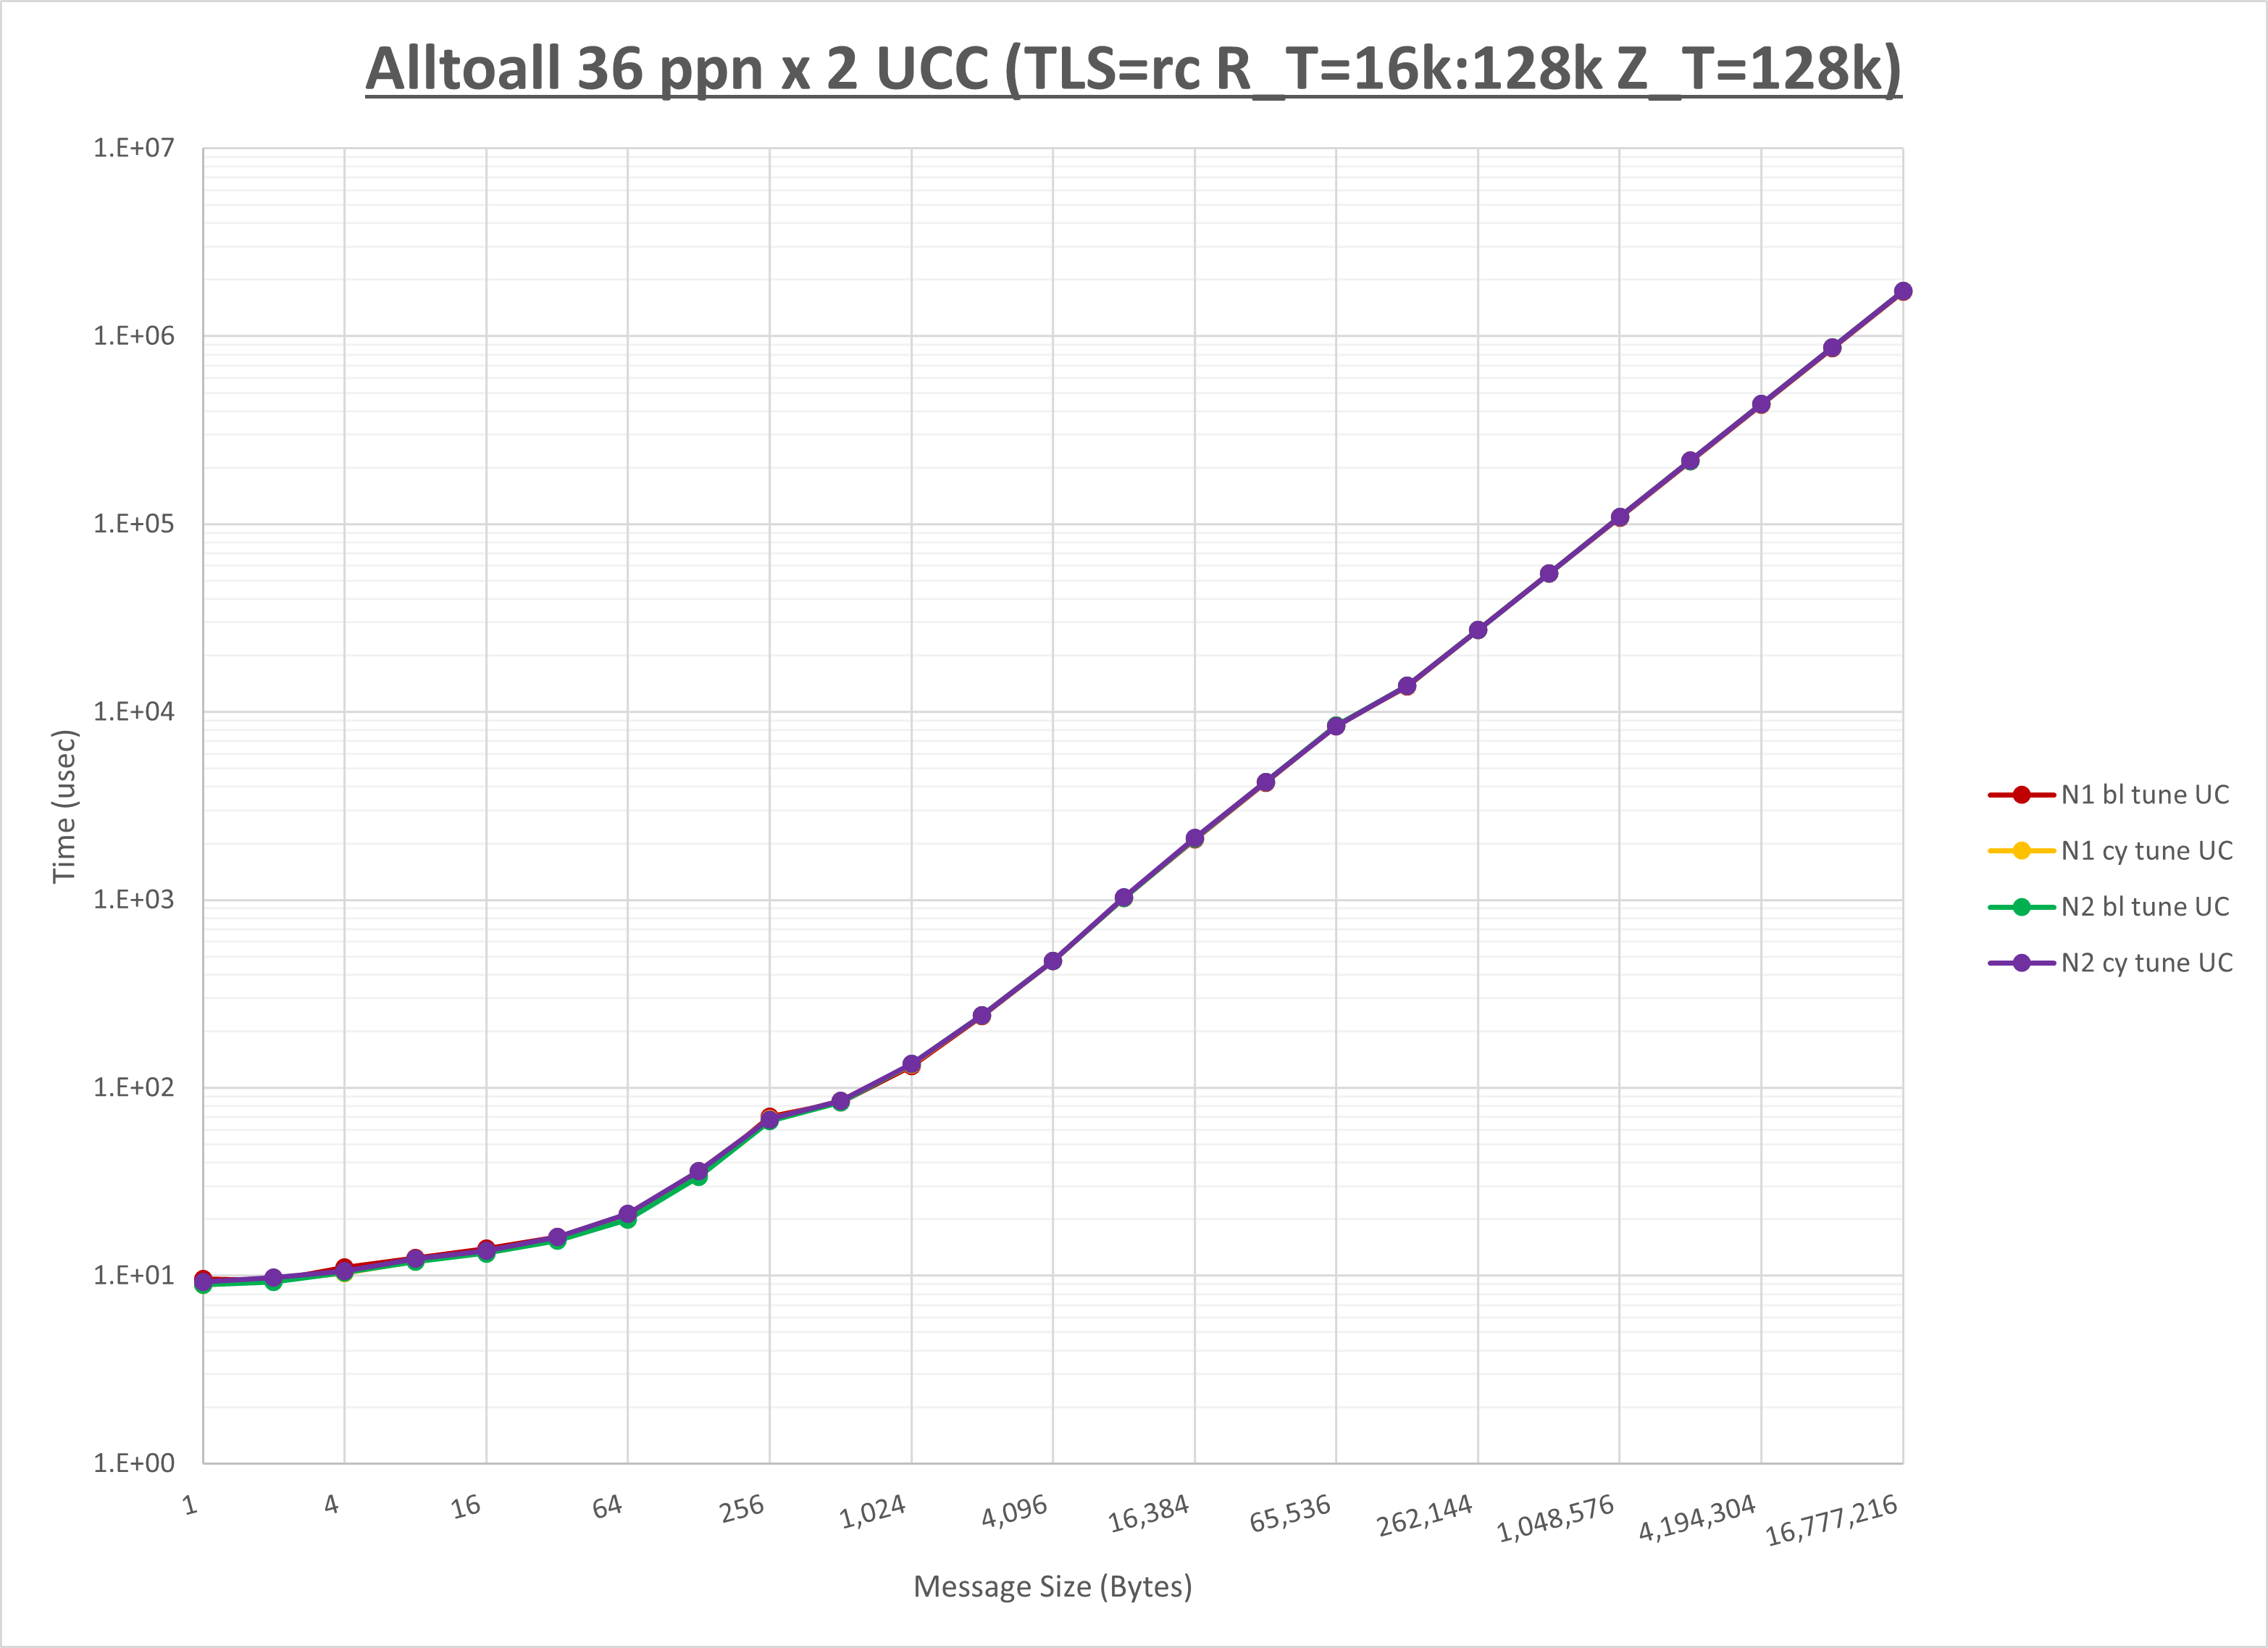 Alltoall 36 ppn x 2 UCC (TLS=rc R_T=16k:128k Z_T=128k)
1.E+07
1.E+06
1.E+05
1.E+04
1.E+03
1.E+02
1.E+01
1.E+00
Time (usec)
1
4
16
64
256
1,024
4,096
16,384
65,536
262,144
1,048,576
4,194,304
16,777,216
Message Size (Bytes)
N1 bl tune UC
N1 cy tune UC
N2 bl tune UC
N2 cy tune UC